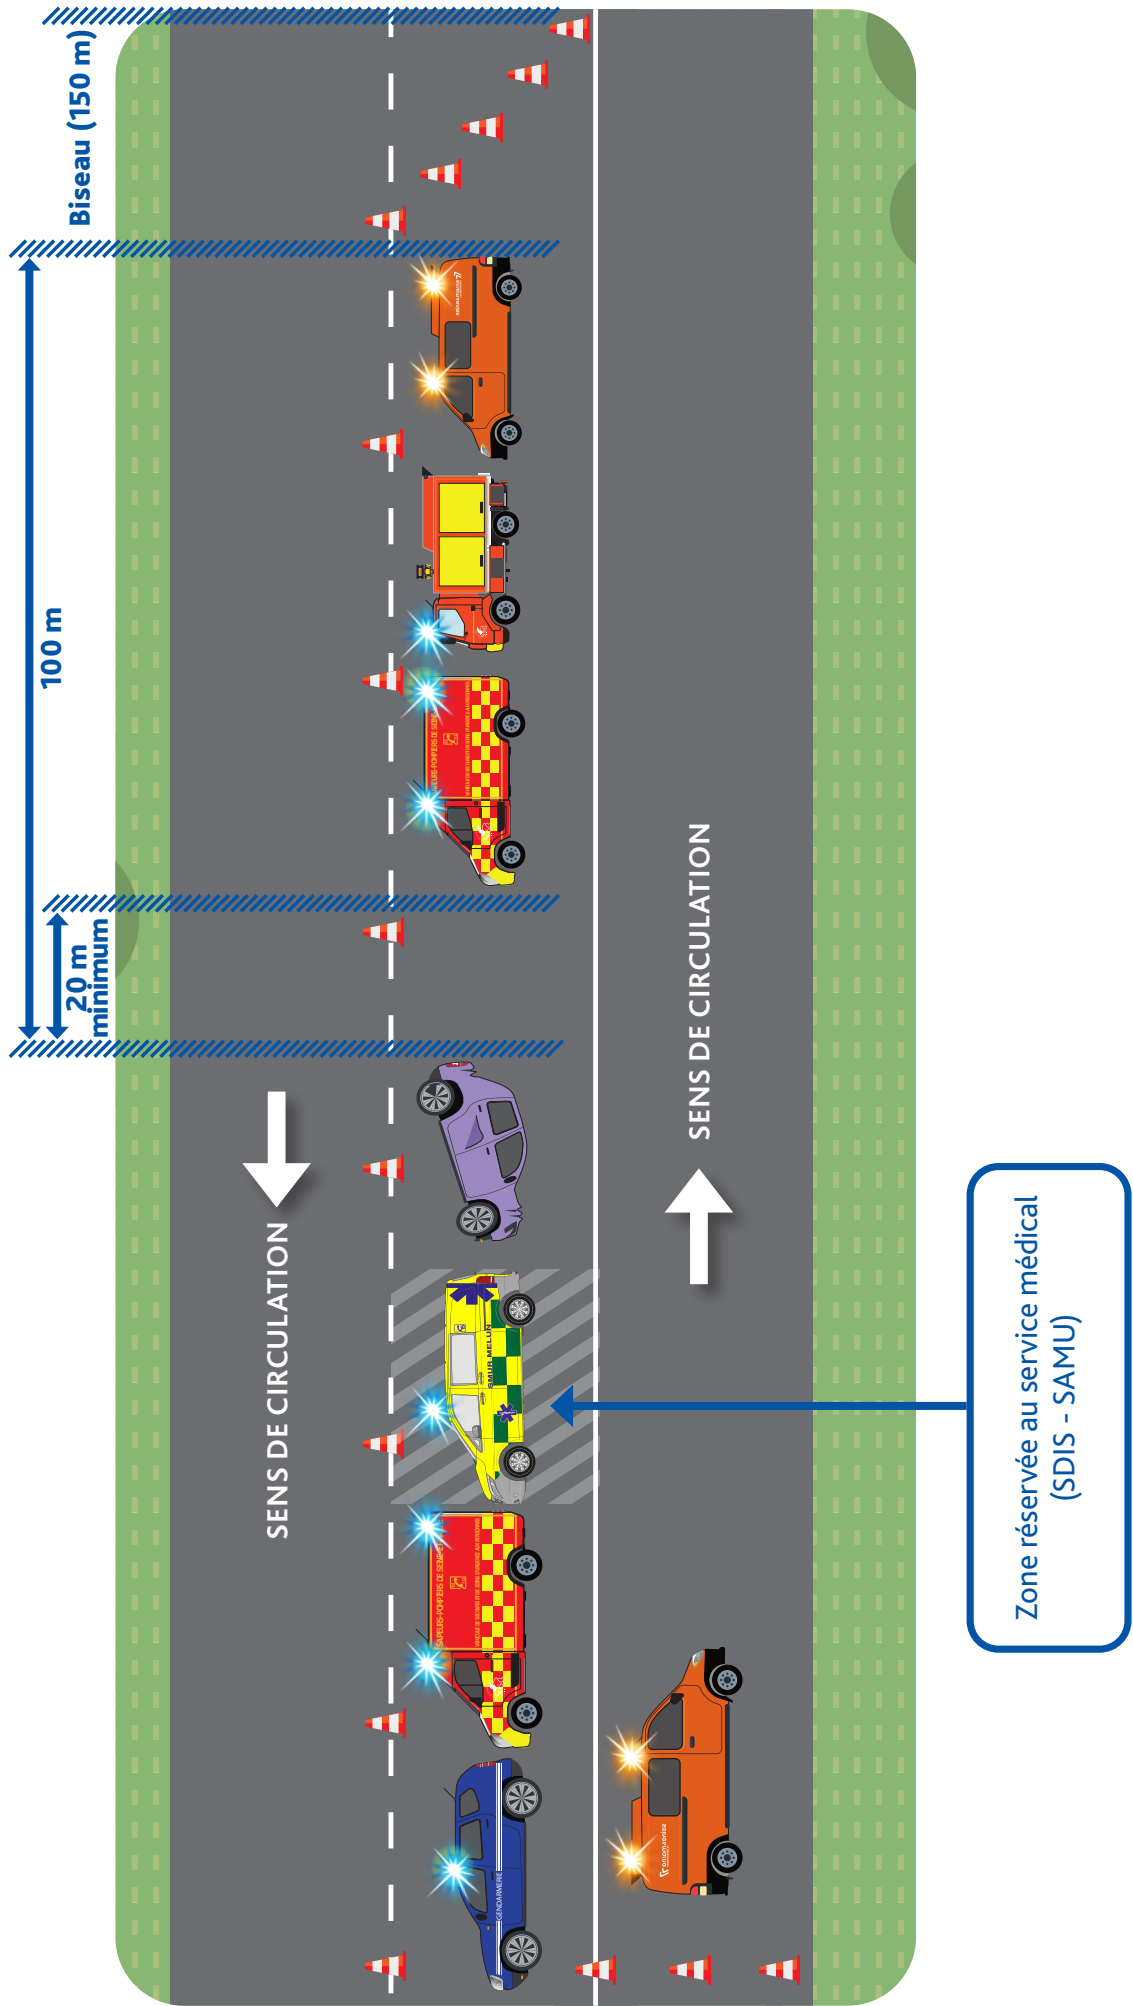 Biseau (150 m)
100 m
20 m
minimum
SENS DE CIRCULATION
SENS DE CIRCULATION
Zone réservée au service médical
(SDIS - SAMU)
SMUR MELUN
SAPEURS-POMPIERS DE SEINE-ET
GENDARMERIE